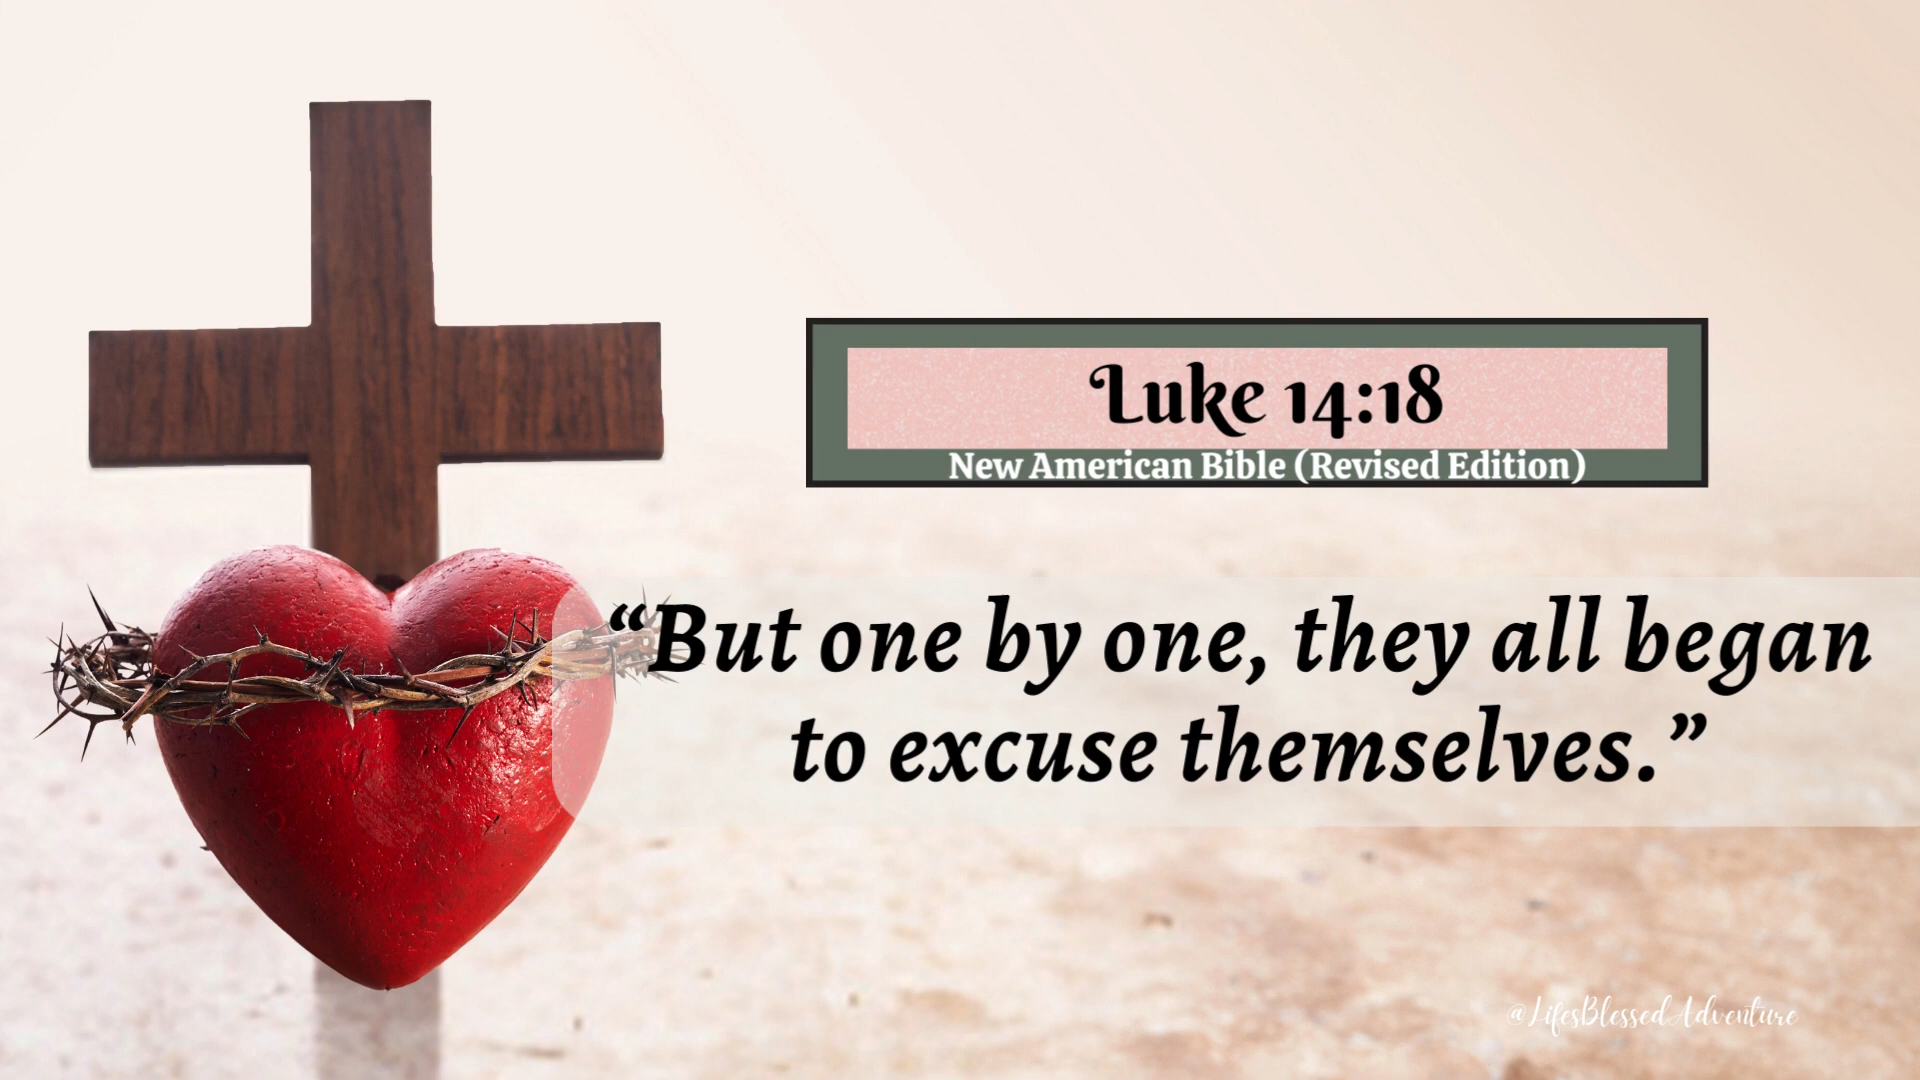 Luke 14:18
New American Bible (Revised Edition)
“But one by one, they all began
to excuse themselves.”
@LifesBlessedAdventure